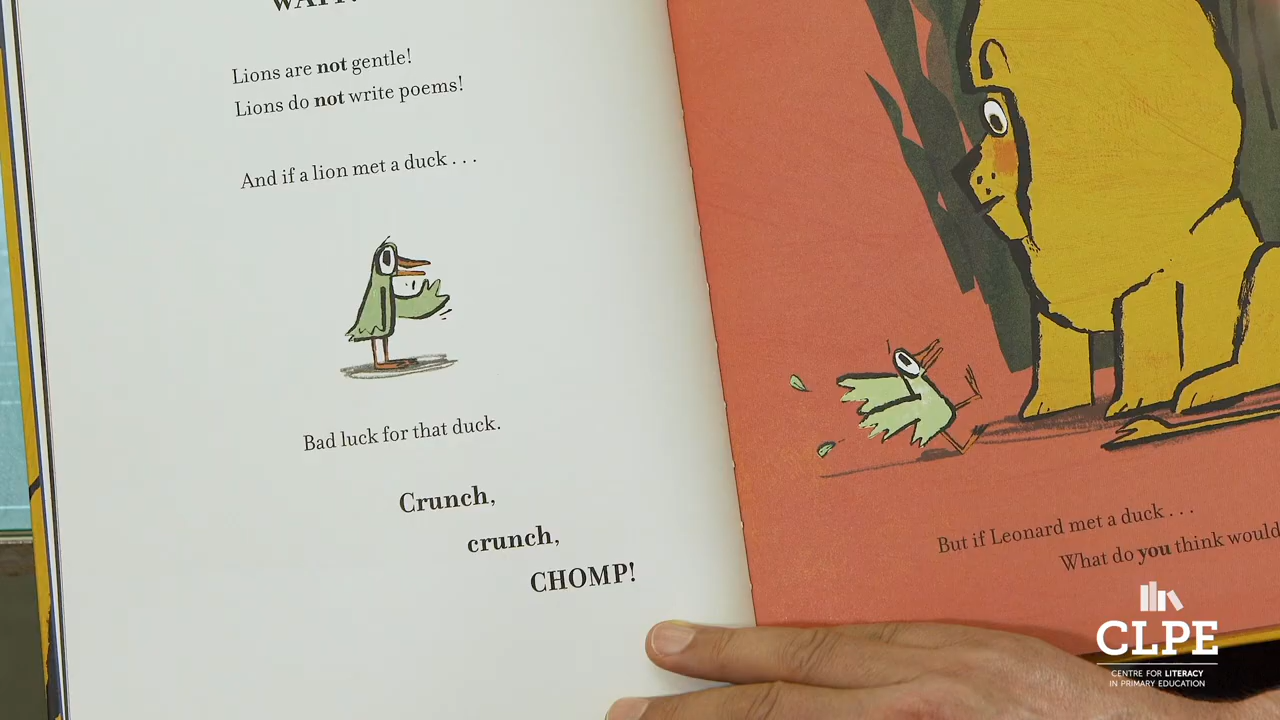 Lions are not gentle!
Lions do not write poems!
And if a lion met a duck . . .
Bad luck for that duck.
Crunch,
crunch,
CHOMP!
But if Leonard met a duck . . .
What do you think would
CLPE
CENTRE FOR LITERACY
IN PRIMARY EDUCATION